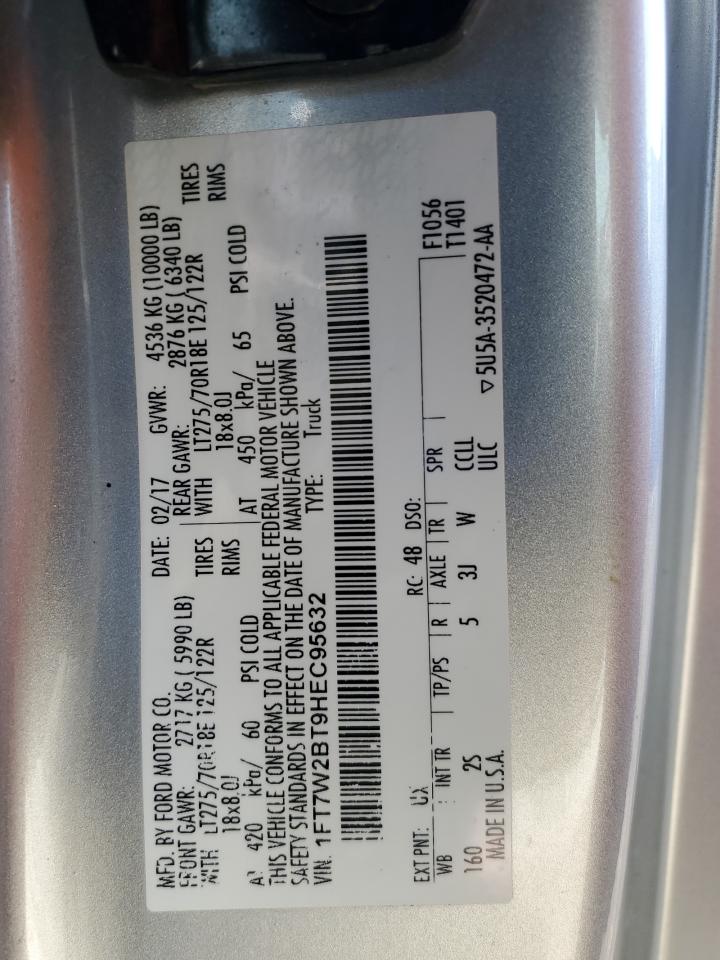 MFD. BY FORD MOTOR CO. DATE: 02/17 GVWR: 4536 KG (10000 LB)
FRONT GAWR: 2717 KG ( 5990 LB) REAR GAWR: 2876 KG ( 6340 LB)
WITH LT275/70R18E 125/122R TIRES WITH LT275/70R18E 125/122R TIRES
18x8.0J RIMS 18x8.0J RIMS
AT 420 kPa/ 60 PSI COLD AT 450 kPa/ 65 PSI COLD
THIS VEHICLE CONFORMS TO ALL APPLICABLE FEDERAL MOTOR VEHICLE
SAFETY STANDARDS IN EFFECT ON THE DATE OF MANUFACTURE SHOWN ABOVE.
VIN: 1FT7W2BT9HEC95632 TYPE: Truck
EXT PNT: UX RC: 48 DSO: F1056
WB INT TR TP/PS R AXLE TR SPR T1401
160 2S 5 3J W CCLL
ULC
MADE IN U.S.A. ▽5U5A-3520472-AA